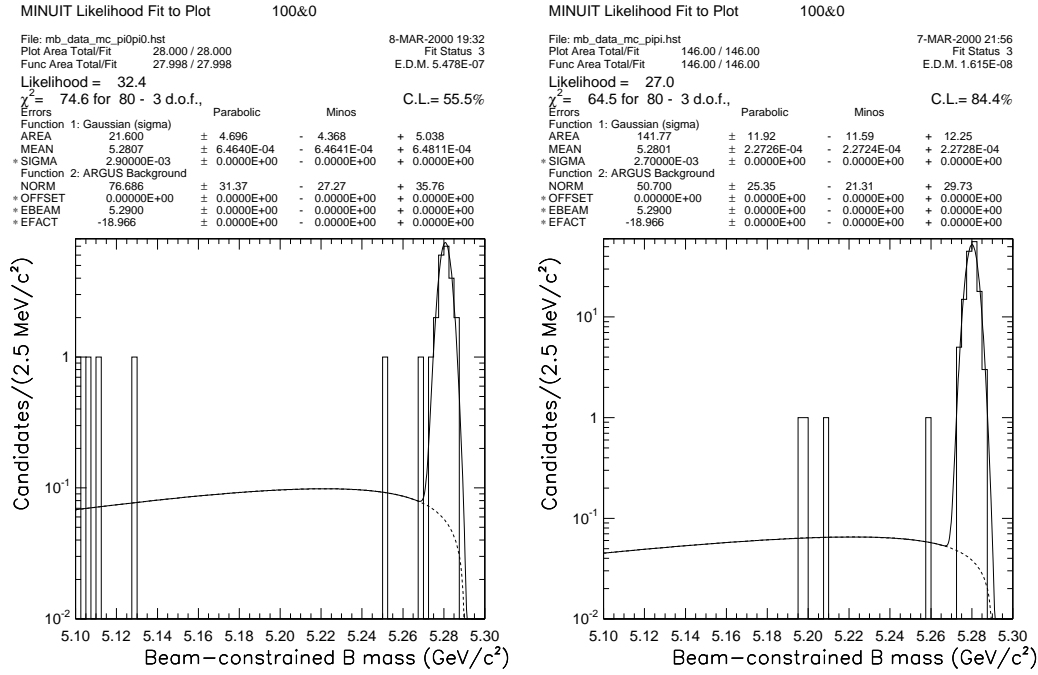 MINUIT Likelihood Fit to Plot 100&0
File: mb_data_mc_pi0pi0.hst 8-MAR-2000 19:32
Plot Area Total/Fit 28.000 / 28.000 Fit Status 3
Func Area Total/Fit 27.998 / 27.998 E.D.M. 5.478E-07
Likelihood = 32.4
χ²= 74.6 for 80 - 3 d.o.f., C.L.= 55.5%
Errors Parabolic Minos
Function 1: Gaussian (sigma)
AREA 21.600 ± 4.696 - 4.368 + 5.038
MEAN 5.2807 ± 6.4640E-04 - 6.4641E-04 + 6.4811E-04
* SIGMA 2.90000E-03 ± 0.0000E+00 - 0.0000E+00 + 0.0000E+00
Function 2: ARGUS Background
NORM 76.686 ± 31.37 - 27.27 + 35.76
* OFFSET 0.00000E+00 ± 0.0000E+00 - 0.0000E+00 + 0.0000E+00
* EBEAM 5.2900 ± 0.0000E+00 - 0.0000E+00 + 0.0000E+00
* EFACT -18.966 ± 0.0000E+00 - 0.0000E+00 + 0.0000E+00
Candidates/(2.5 MeV/c²)
1
10⁻¹
10⁻²
5.10 5.12 5.14 5.16 5.18 5.20 5.22 5.24 5.26 5.28 5.30
Beam-constrained B mass (GeV/c²)
MINUIT Likelihood Fit to Plot 100&0
File: mb_data_mc_pipi.hst 7-MAR-2000 21:56
Plot Area Total/Fit 146.00 / 146.00 Fit Status 3
Func Area Total/Fit 146.00 / 146.00 E.D.M. 1.615E-08
Likelihood = 27.0
χ²= 64.5 for 80 - 3 d.o.f., C.L.= 84.4%
Errors Parabolic Minos
Function 1: Gaussian (sigma)
AREA 141.77 ± 11.92 - 11.59 + 12.25
MEAN 5.2801 ± 2.2726E-04 - 2.2724E-04 + 2.2728E-04
* SIGMA 2.70000E-03 ± 0.0000E+00 - 0.0000E+00 + 0.0000E+00
Function 2: ARGUS Background
NORM 50.700 ± 25.35 - 21.31 + 29.73
* OFFSET 0.00000E+00 ± 0.0000E+00 - 0.0000E+00 + 0.0000E+00
* EBEAM 5.2900 ± 0.0000E+00 - 0.0000E+00 + 0.0000E+00
* EFACT -18.966 ± 0.0000E+00 - 0.0000E+00 + 0.0000E+00
Candidates/(2.5 MeV/c²)
10¹
1
10⁻¹
10⁻²
5.10 5.12 5.14 5.16 5.18 5.20 5.22 5.24 5.26 5.28 5.30
Beam-constrained B mass (GeV/c²)